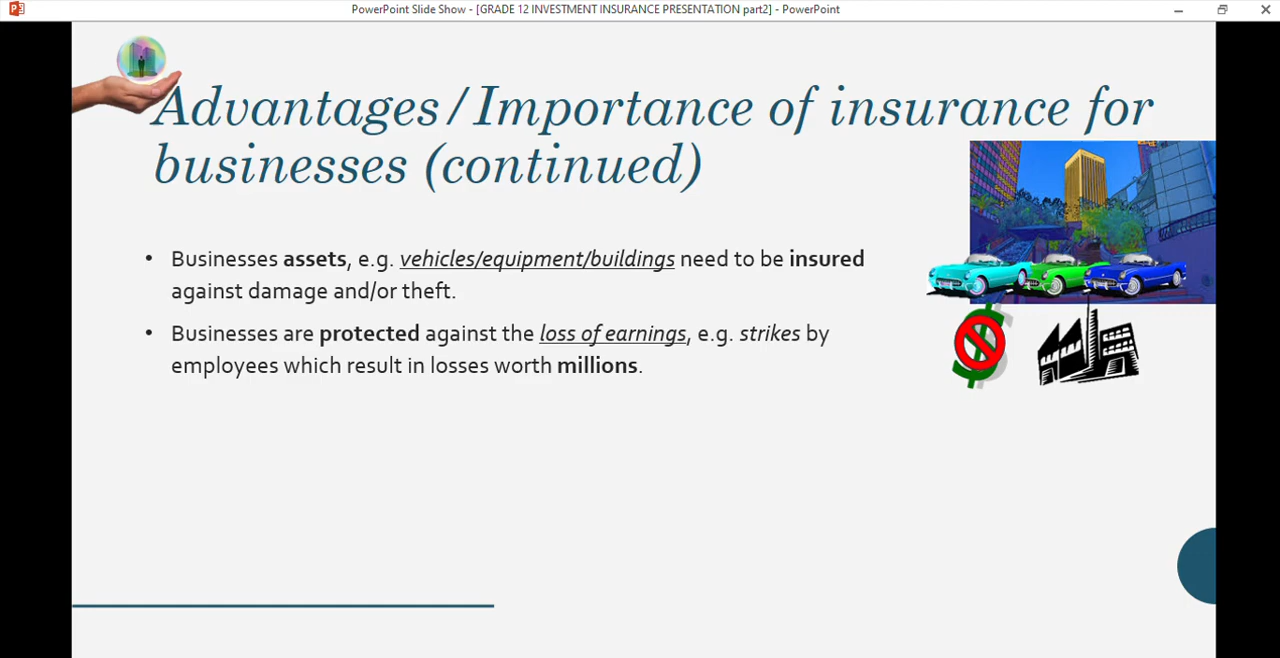 PowerPoint Slide Show - [GRADE 12 INVESTMENT INSURANCE PRESENTATION part2] - PowerPoint
Advantages/Importance of insurance for
businesses (continued)
• Businesses assets, e.g. vehicles/equipment/buildings need to be insured
against damage and/or theft.
• Businesses are protected against the loss of earnings, e.g. strikes by
employees which result in losses worth millions.